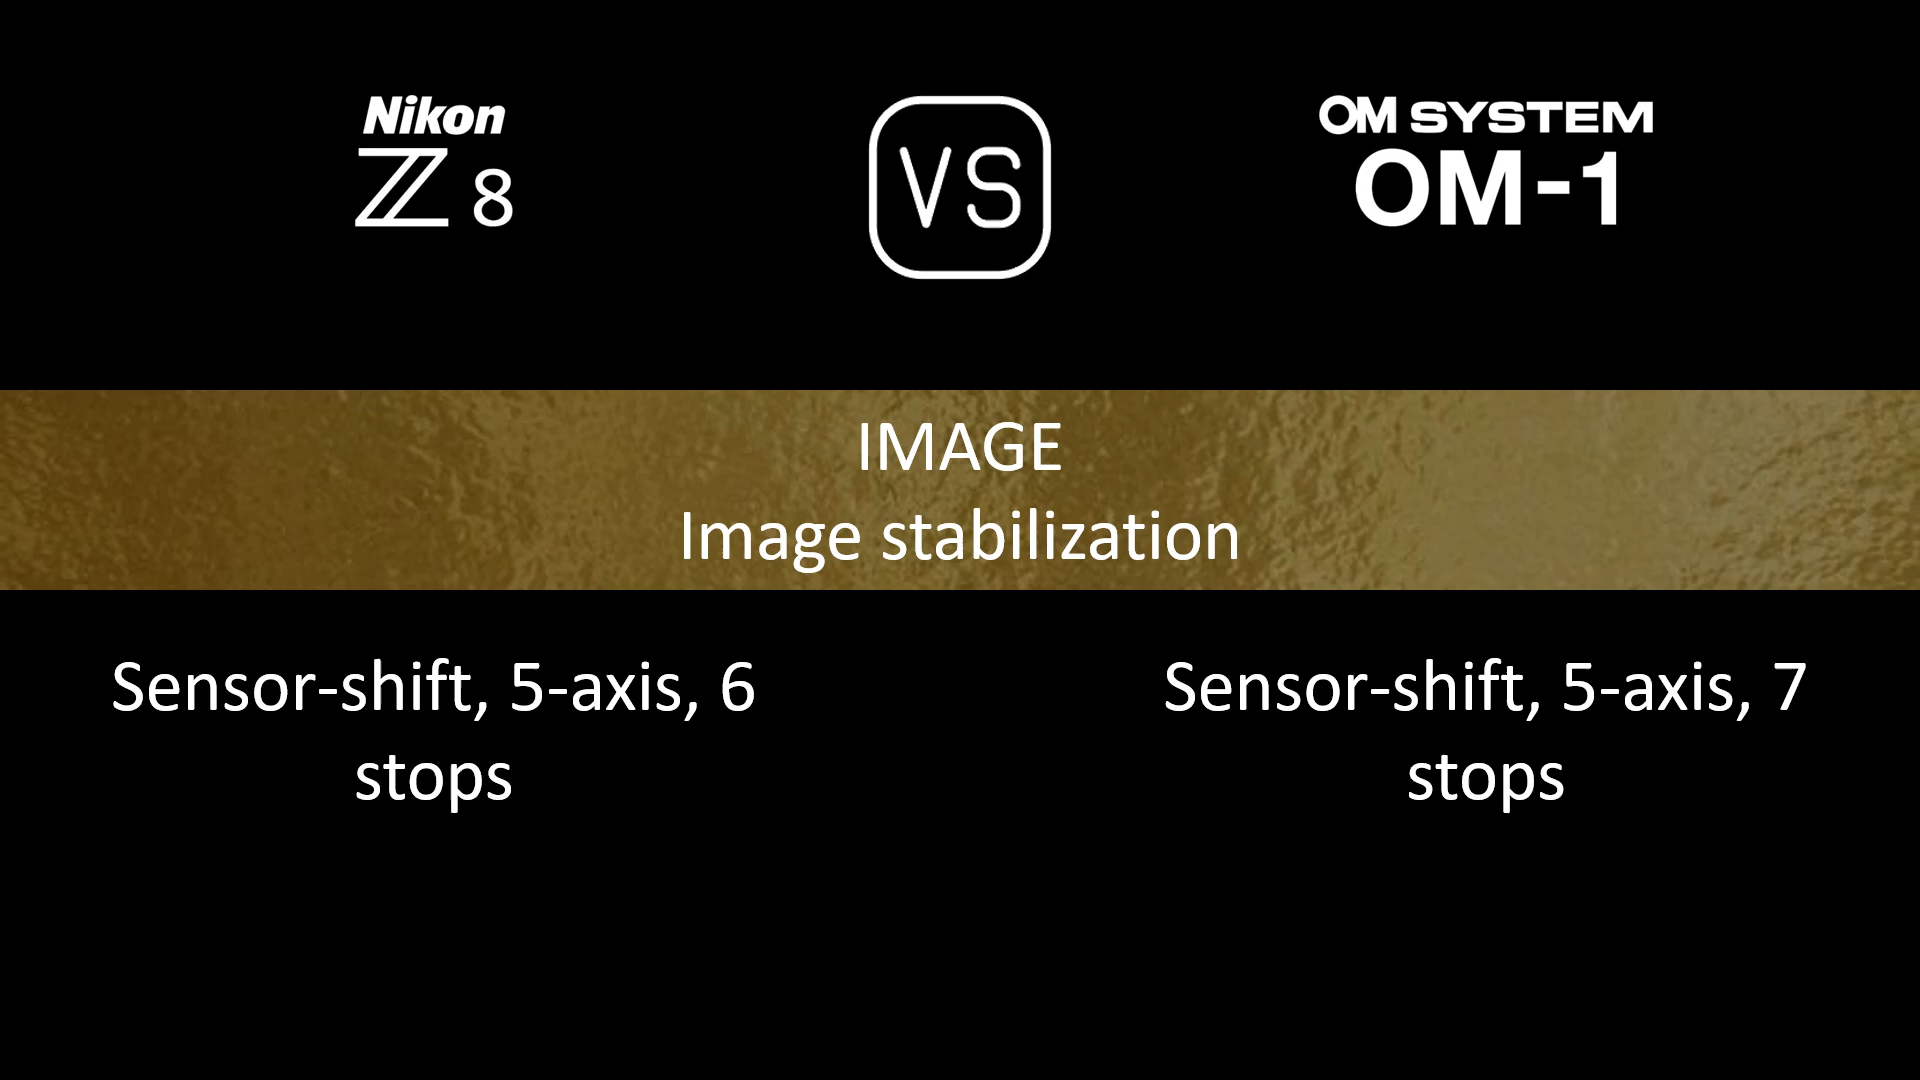 Nikon
Z 8
VS
OM SYSTEM
OM-1
IMAGE
Image stabilization
Sensor-shift, 5-axis, 6
stops
Sensor-shift, 5-axis, 7
stops